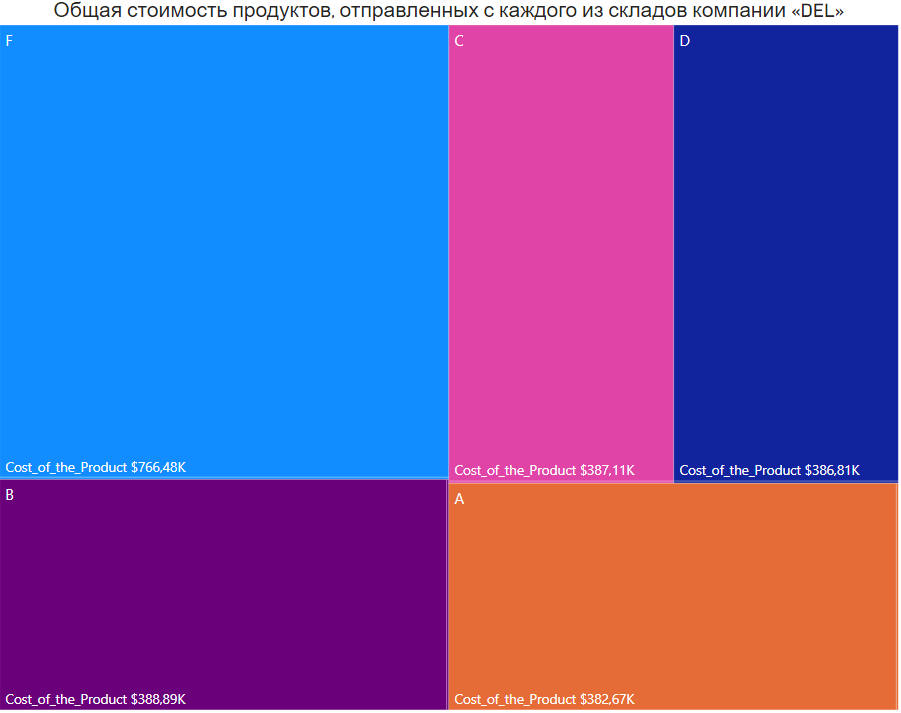 Общая стоимость продуктов, отправленных с каждого из складов компании «DEL»
F
Cost_of_the_Product $766,48K
C
Cost_of_the_Product $387,11K
D
Cost_of_the_Product $386,81K
B
Cost_of_the_Product $388,89K
A
Cost_of_the_Product $382,67K